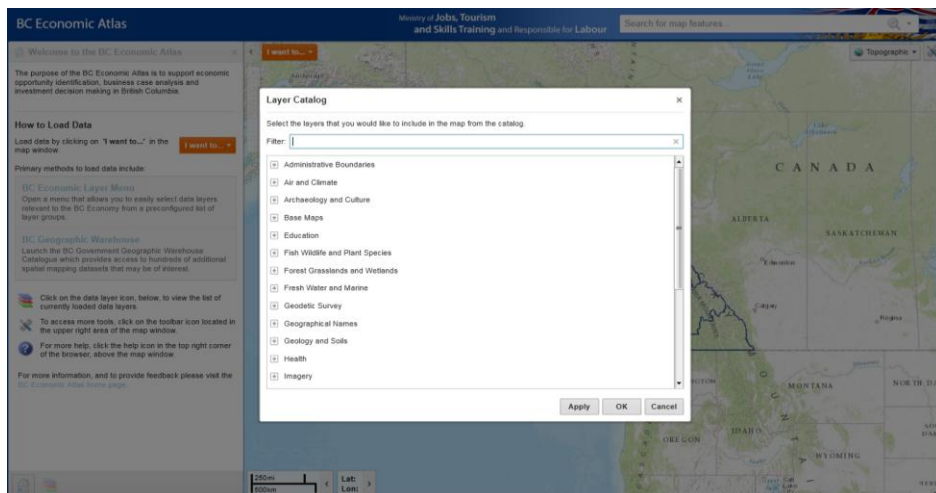 BC Economic Atlas
Ministry of Jobs, Tourism
and Skills Training and Responsible for Labour
Search for map features...
Welcome to the BC Economic Atlas
The purpose of the BC Economic Atlas is to support economic
opportunity identification, business case analysis and
investment decision making in British Columbia.
How to Load Data
Load data by clicking on "I want to..." in the
map window.
I want to...
Primary methods to load data include:
BC Economic Layer Menu
Open a menu that allows you to easily select data layers
relevant to the BC Economy from a preconfigured list of
layer groups.
BC Geographic Warehouse
Launch the BC Government Geographic Warehouse
Catalogue which provides access to hundreds of additional
spatial mapping datasets that may be of interest.
Click on the data layer icon, below, to view the list of
currently loaded data layers.
To access more tools, click on the toolbar icon located in
the upper right area of the map window.
For more help, click the help icon in the top right corner
of the browser, above the map window.
For more information, and to provide feedback please visit the
BC Economic Atlas home page.
I want to...
Topographic
Layer Catalog
Select the layers that you would like to include in the map from the catalog.
Filter:
Administrative Boundaries
Air and Climate
Archaeology and Culture
Base Maps
Education
Fish Wildlife and Plant Species
Forest Grasslands and Wetlands
Fresh Water and Marine
Geodetic Survey
Geographical Names
Geology and Soils
Health
Imagery
Apply
OK
Cancel
CANADA
ALBERTA
SASKATCHEWAN
Edmonton
Calgary
Regina
MONTANA
NORTH D
OREGON
IDAHO
WYOMING
250mi
500km
Lat:
Lon: